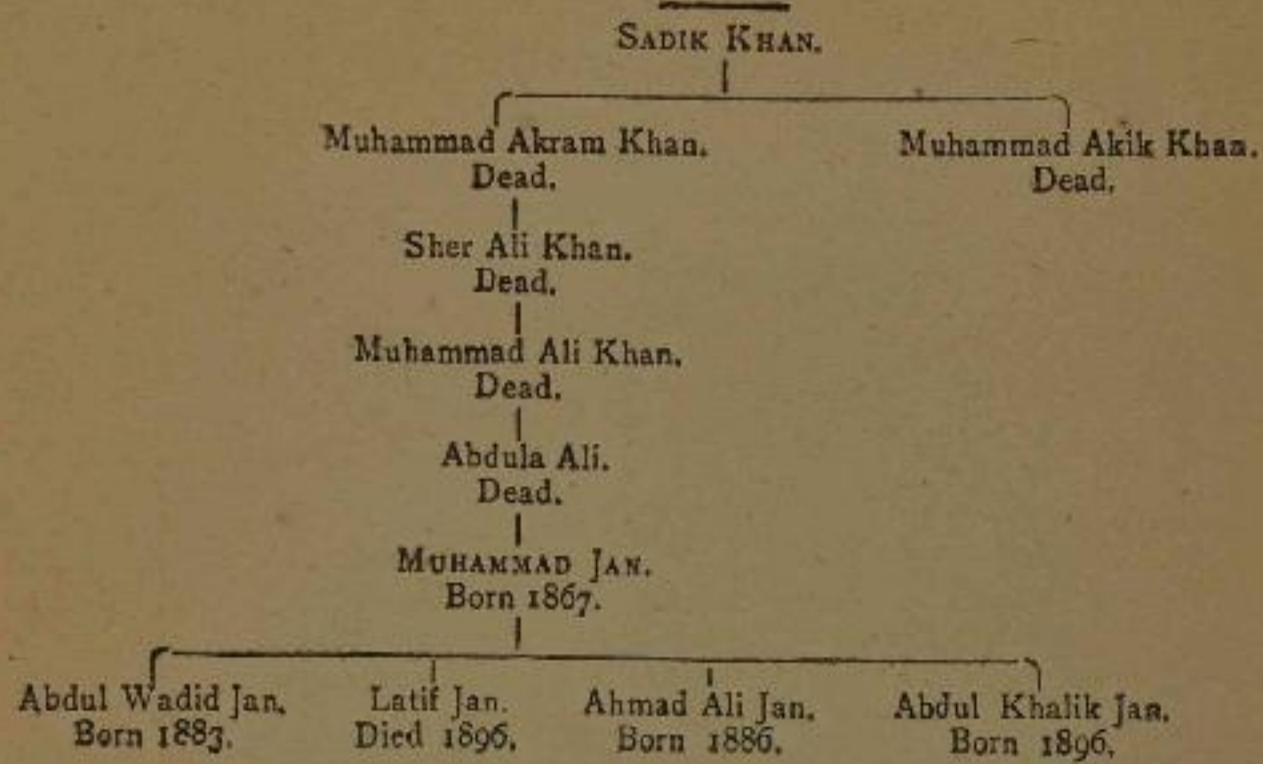 SADIK KHAN.
Muhammad Akram Khan. Muhammad Akik Khan.
Dead. Dead.
Sher Ali Khan.
Dead.
Muhammad Ali Khan.
Dead.
Abdula Ali.
Dead.
MUHAMMAD JAN.
Born 1867.
Abdul Wadid Jan. Latif Jan. Ahmad Ali Jan. Abdul Khalik Jan.
Born 1883. Died 1896. Born 1886. Born 1896.